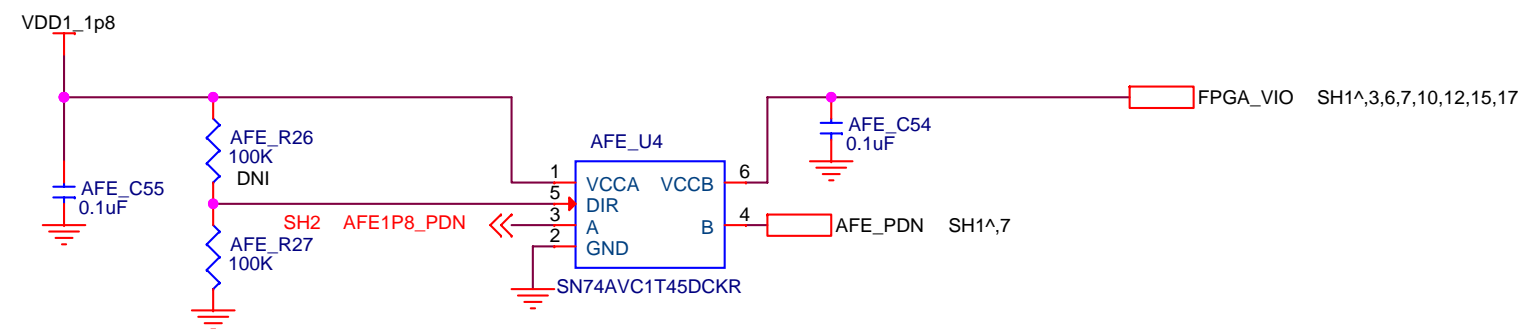 VDD1_1p8
FPGA_VIO SH1^,3,6,7,10,12,15,17
AFE_R26
100K
DNI
AFE_C54
0.1uF
AFE_U4
AFE_C55
0.1uF
1 VCCA VCCB 6
5 DIR
SH2 AFE1P8_PDN 3 A B 4 AFE_PDN SH1^,7
2 GND
AFE_R27
100K
SN74AVC1T45DCKR